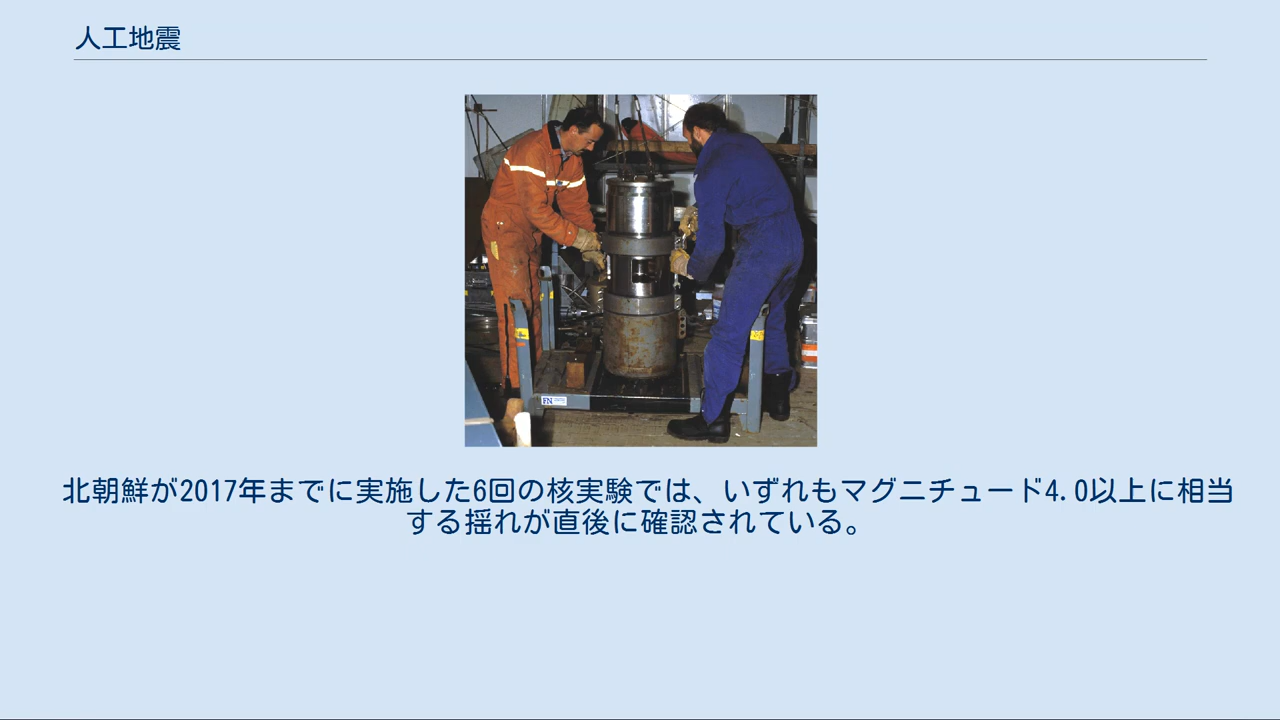 人工地震
FN
北朝鮮が2017年までに実施した6回の核実験では、いずれもマグニチュード4.0以上に相当
する揺れが直後に確認されている。